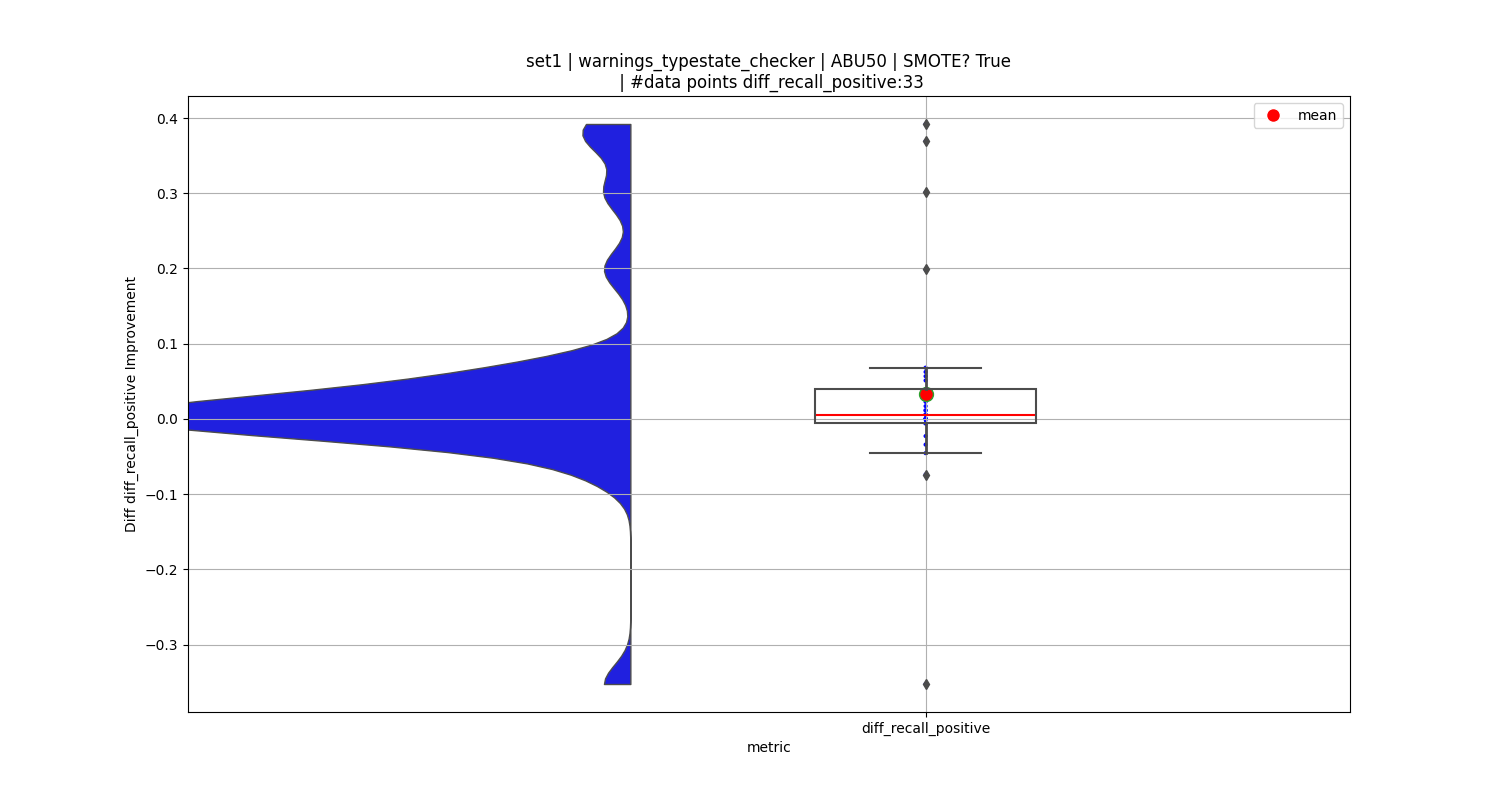 set1 | warnings_typestate_checker | ABU50 | SMOTE? True
| #data points diff_recall_positive:33
mean
0.4
0.3
0.2
0.1
0.0
−0.1
−0.2
−0.3
Diff diff_recall_positive Improvement
diff_recall_positive
metric